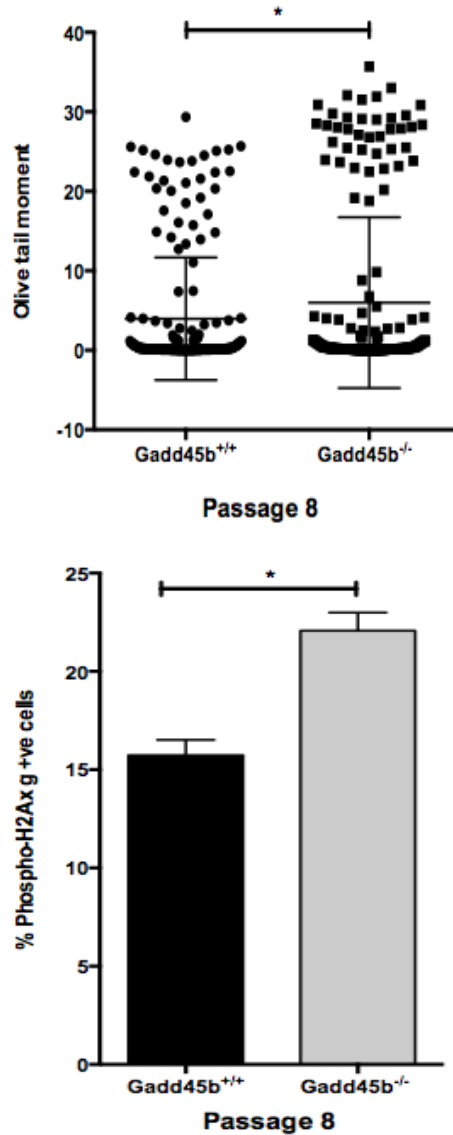 *
40
30
20
10
0
-10
Olive tail moment
Gadd45b+/+ Gadd45b-/-
Passage 8
*
25
20
15
10
5
0
% Phospho-H2Ax g +ve cells
Gadd45b+/+ Gadd45b-/-
Passage 8